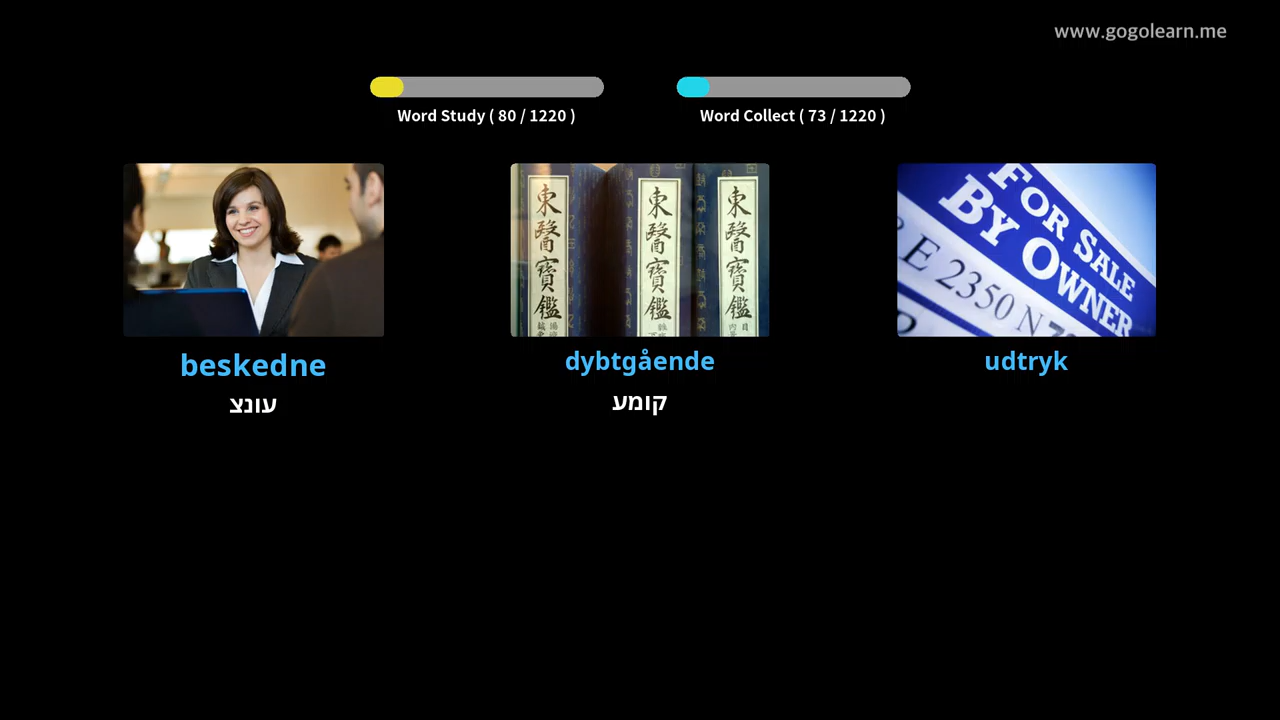 www.gogolearn.me
Word Study ( 80 / 1220 )
Word Collect ( 73 / 1220 )
東醫寶鑑
東醫寶鑑
東醫寶鑑
FOR SALE
BY OWNER
E 2350 N
beskedne
dybtgående
udtryk
עונצ
קומע